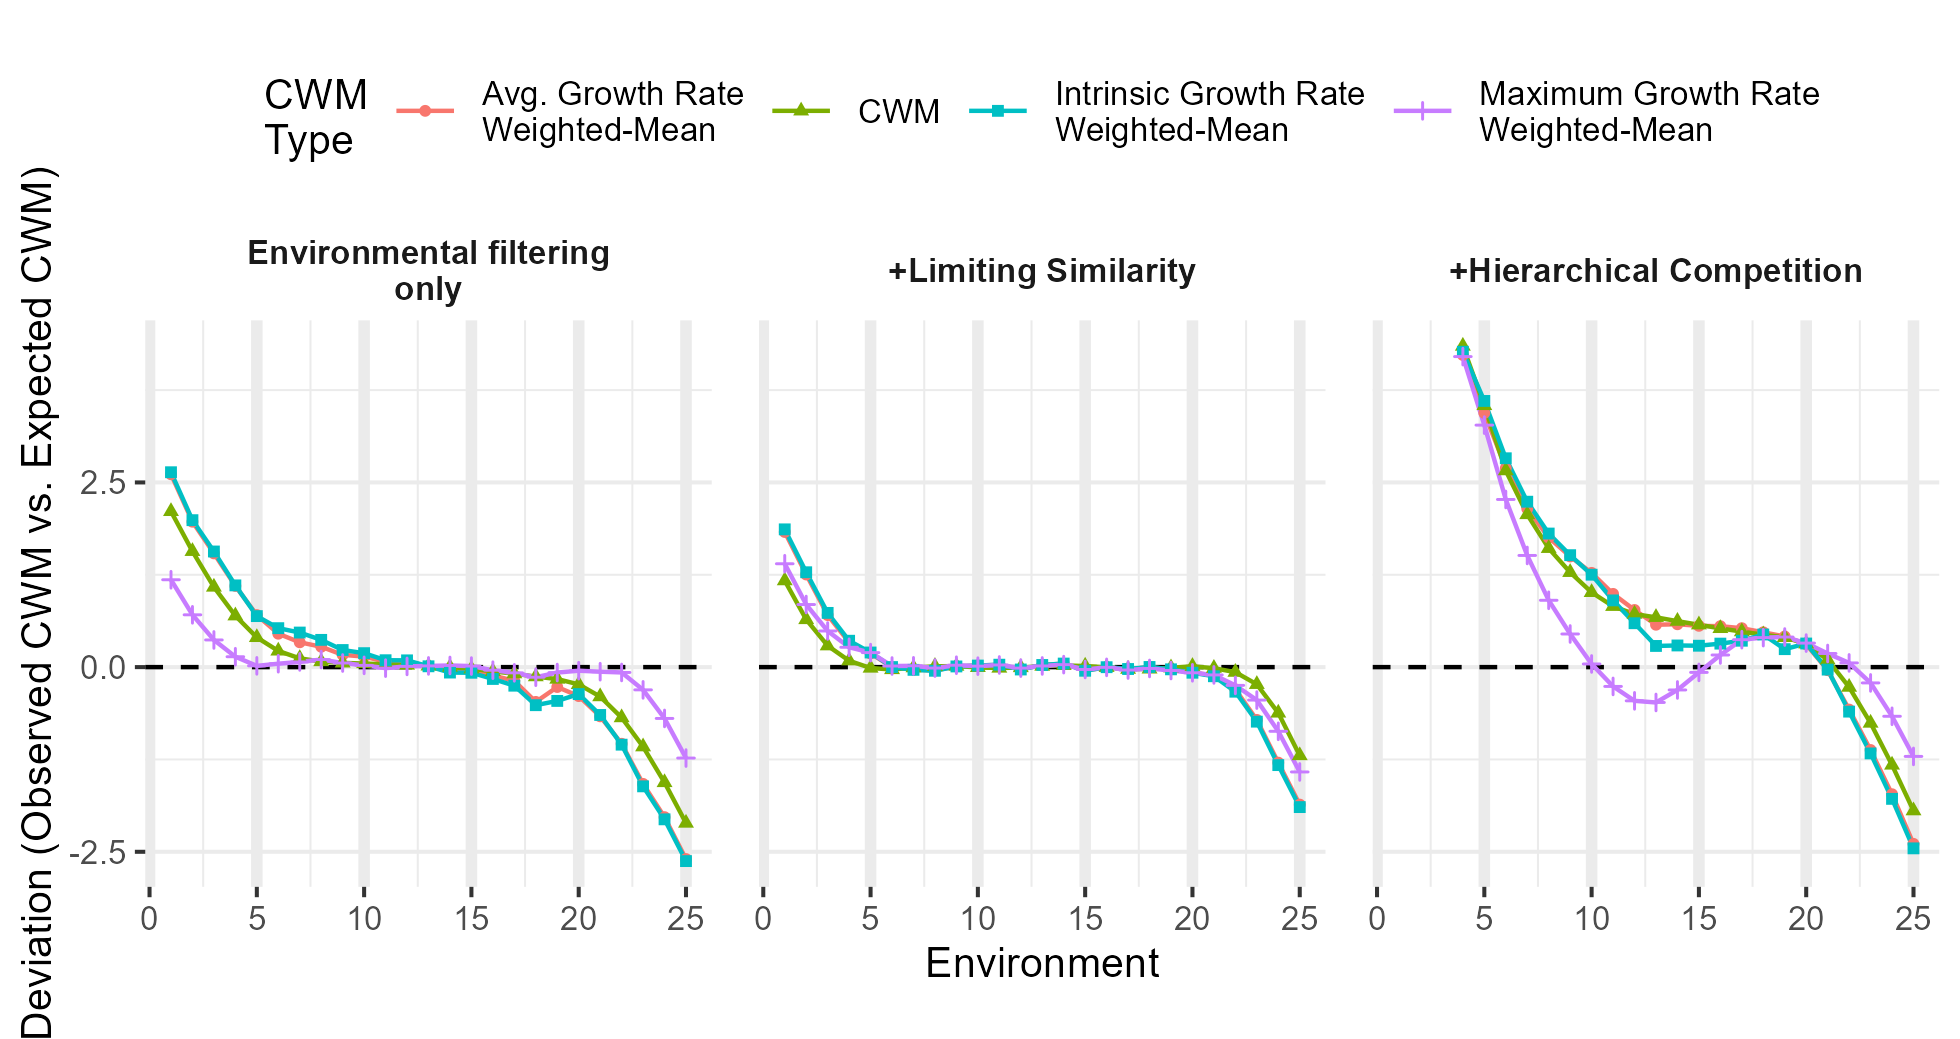 CWM
Type
Avg. Growth Rate
Weighted-Mean
CWM
Intrinsic Growth Rate
Weighted-Mean
Maximum Growth Rate
Weighted-Mean
Deviation (Observed CWM vs. Expected CWM)
Environmental filtering
only
+Limiting Similarity
+Hierarchical Competition
2.5
0.0
-2.5
0 5 10 15 20 25
0 5 10 15 20 25
0 5 10 15 20 25
Environment